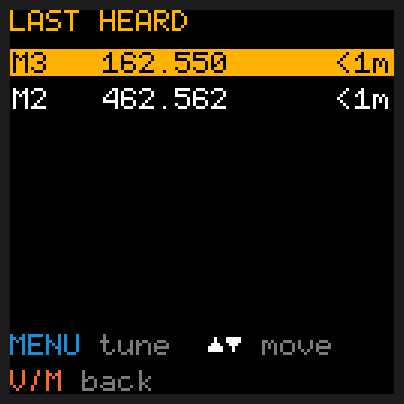 LAST HEARD
M3 162.550 <1m
M2 462.562 <1m
MENU tune ▲▼ move
V/M back